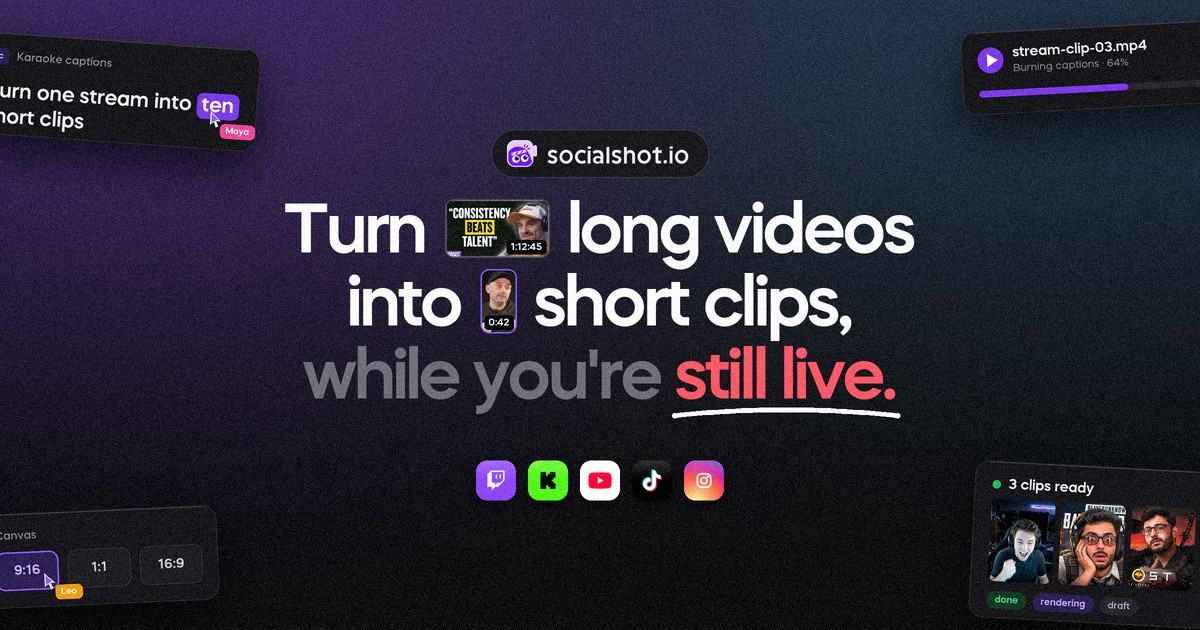 Karaoke captions
urn one stream into ten
hort clips
Maya
stream-clip-03.mp4
Burning captions · 64%
socialshot.io
Turn long videos
"CONSISTENCY
BEATS
TALENT"
1:12:45
into short clips,
0:42
while you're still live.
Canvas
9:16
1:1
16:9
Leo
3 clips ready
S T
done
rendering
draft